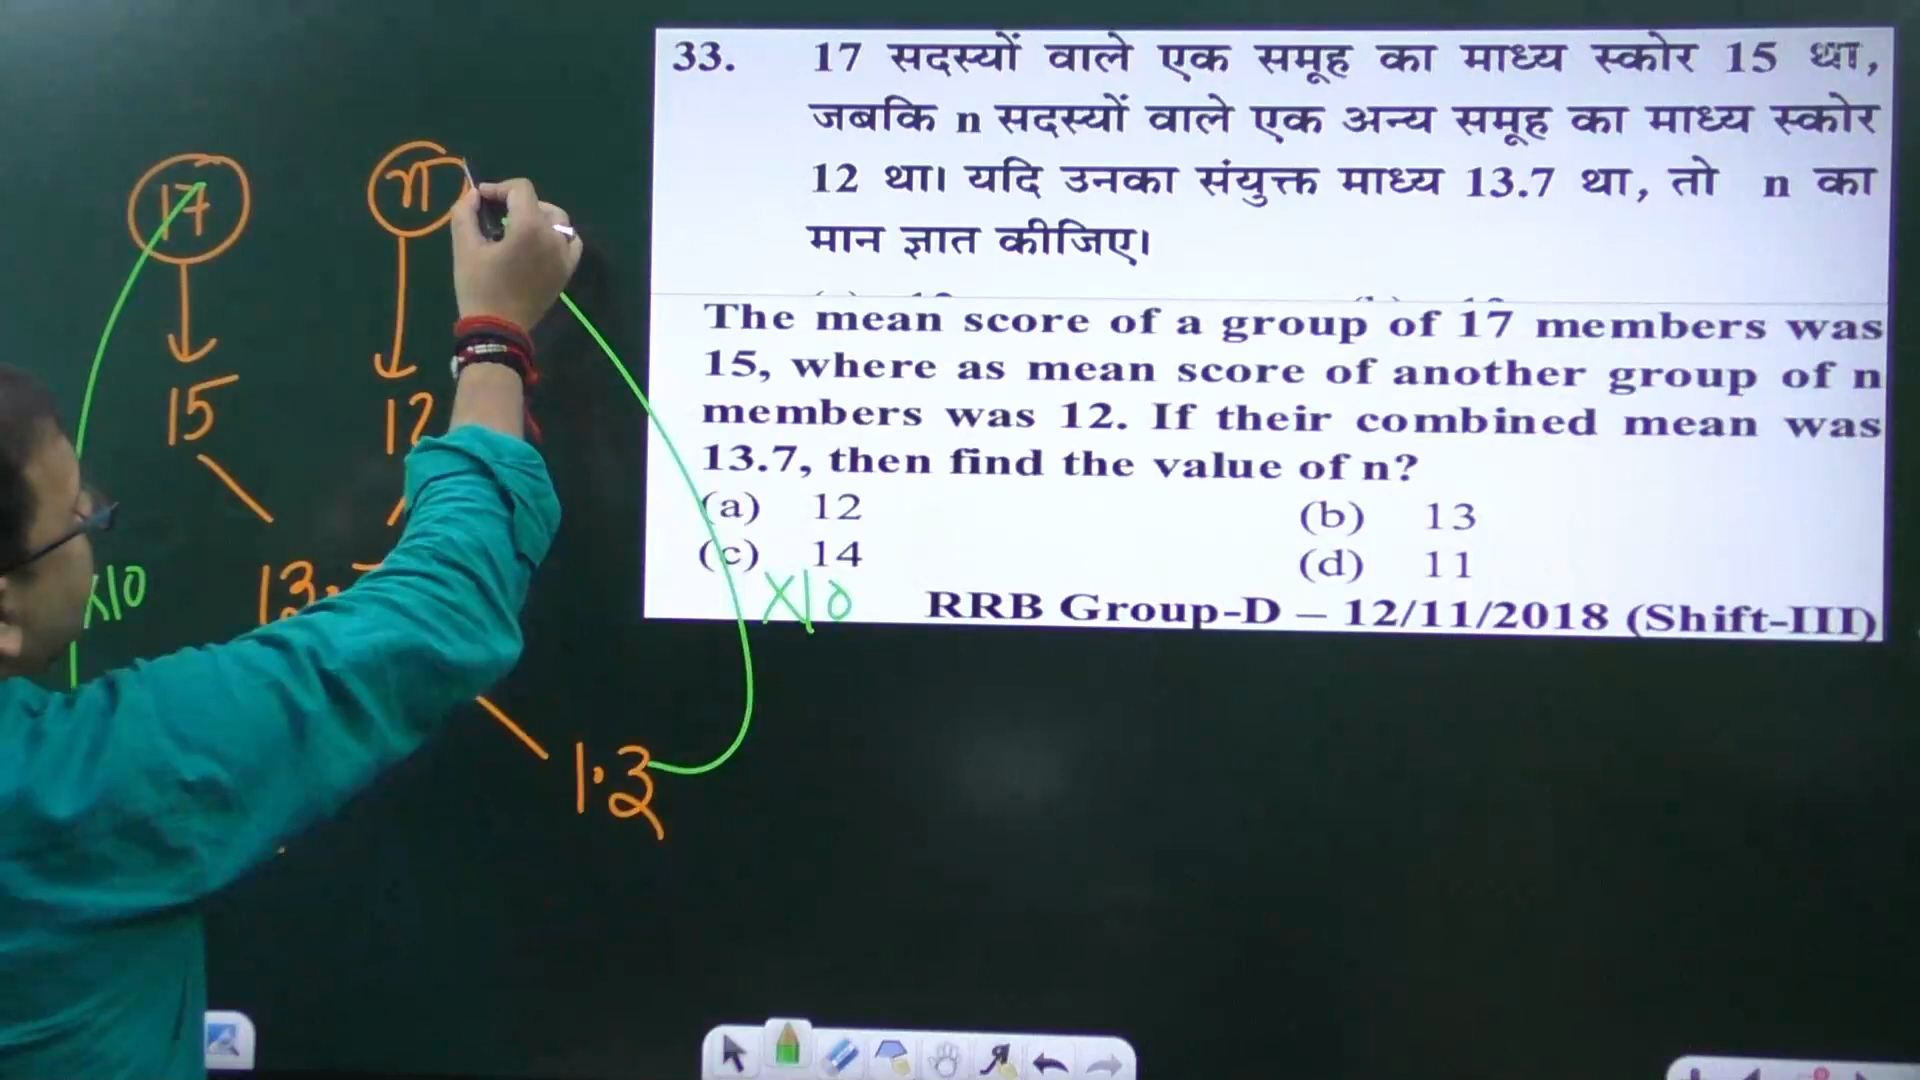 33. 17 सदस्यों वाले एक समूह का माध्य स्कोर 15 था,
जबकि n सदस्यों वाले एक अन्य समूह का माध्य स्कोर
12 था। यदि उनका संयुक्त माध्य 13.7 था, तो n का
मान ज्ञात कीजिए।
The mean score of a group of 17 members was
15, where as mean score of another group of n
members was 12. If their combined mean was
13.7, then find the value of n?
(a) 12 (b) 13
(c) 14 (d) 11
RRB Group-D – 12/11/2018 (Shift-III)
17 n
15 12
X10 X10
1.3